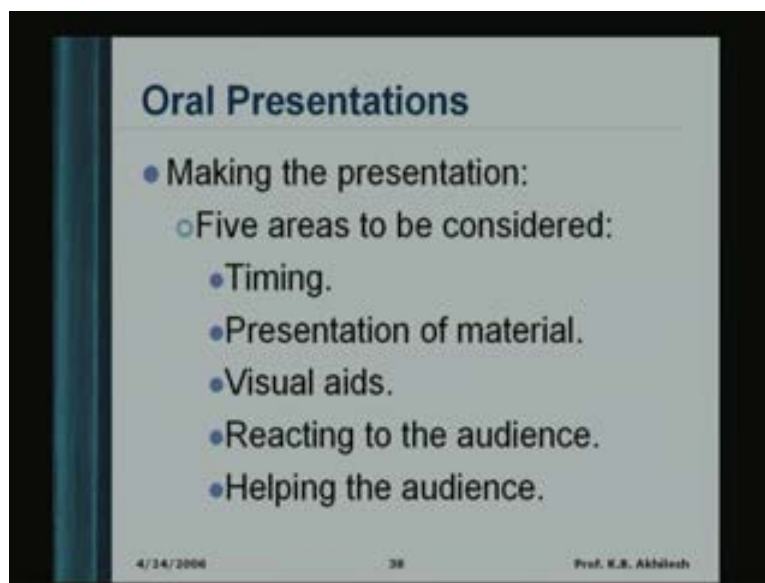 Oral Presentations
Making the presentation:
Five areas to be considered:
Timing.
Presentation of material.
Visual aids.
Reacting to the audience.
Helping the audience.
4/24/2006 38 Prof. K.B. Akhilesh